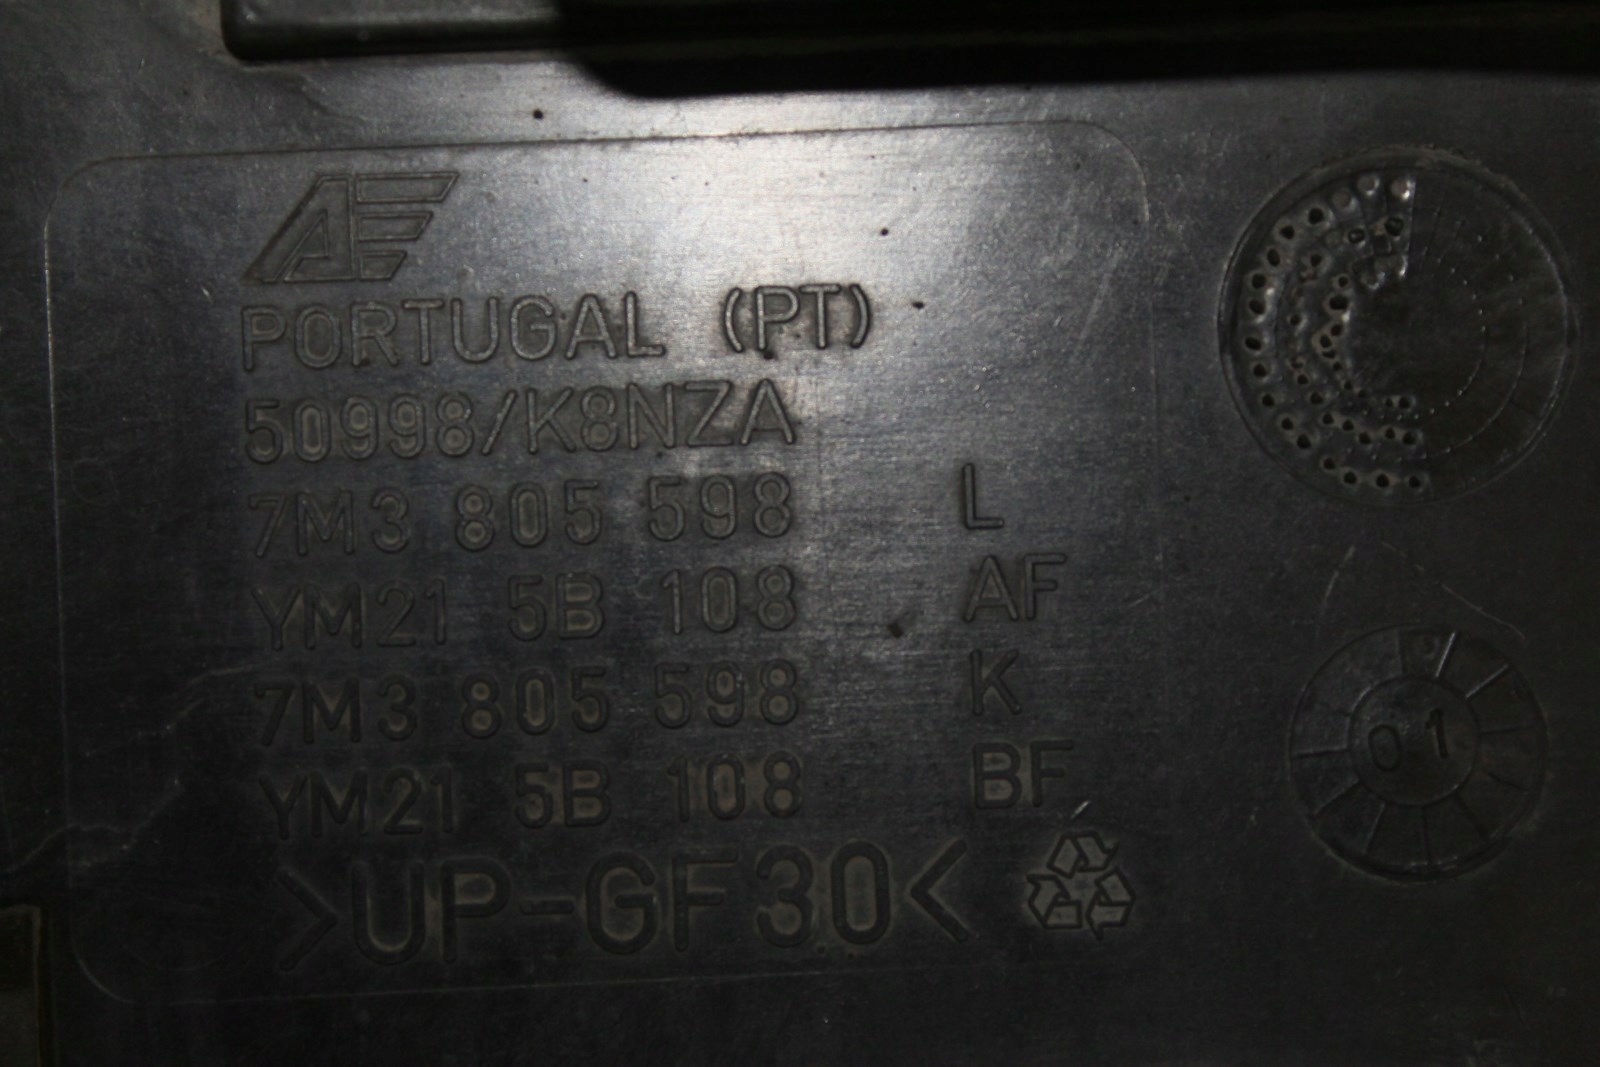 AE
PORTUGAL (PT)
50998/K8NZA
7M3 805 598 L
YM21 5B 108 AF
7M3 805 598 K
YM21 5B 108 BF
>UP-GF30<
01